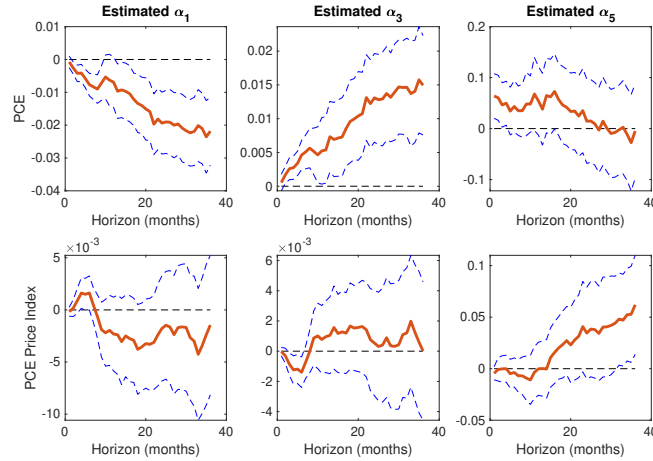 Estimated α1 Estimated α3 Estimated α5
PCE
0.01
0
-0.01
-0.02
-0.03
-0.04
0 20 40
Horizon (months)
0.02
0.015
0.01
0.005
0
0 20 40
Horizon (months)
0.2
0.1
0
-0.1
0 20 40
Horizon (months)
PCE Price Index
×10-3
5
0
-5
-10
0 20 40
Horizon (months)
×10-3
6
4
2
0
-2
-4
0 20 40
Horizon (months)
0.1
0.05
0
-0.05
0 20 40
Horizon (months)